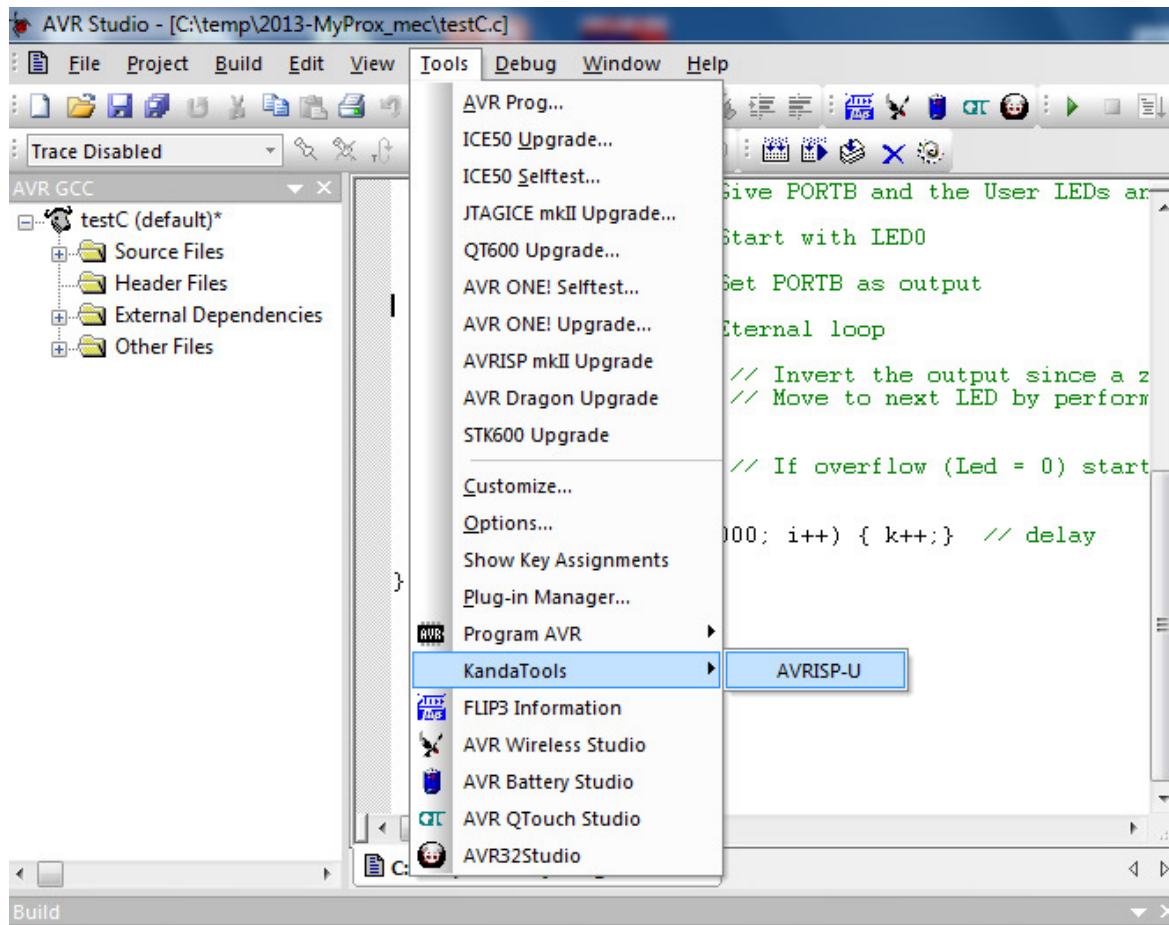 AVR Studio - [C:\temp\2013-MyProx_mec\testC.c]
File Project Build Edit View Tools Debug Window Help
Trace Disabled
AVR GCC
testC (default)*
Source Files
Header Files
External Dependencies
Other Files
AVR Prog...
ICE50 Upgrade...
ICE50 Selftest...
JTAGICE mkII Upgrade...
QT600 Upgrade...
AVR ONE! Selftest...
AVR ONE! Upgrade...
AVRISP mkII Upgrade
AVR Dragon Upgrade
STK600 Upgrade
Customize...
Options...
Show Key Assignments
Plug-in Manager...
Program AVR
KandaTools
AVRISP-U
FLIP3 Information
AVR Wireless Studio
AVR Battery Studio
AVR QTouch Studio
AVR32Studio
Give PORTB and the User LEDs
Start with LED0
Set PORTB as output
Eternal loop
// Invert the output since a
// Move to next LED by
// If overflow (Led = 0) start
000; i++) { k++;} // delay
}
C:
Build